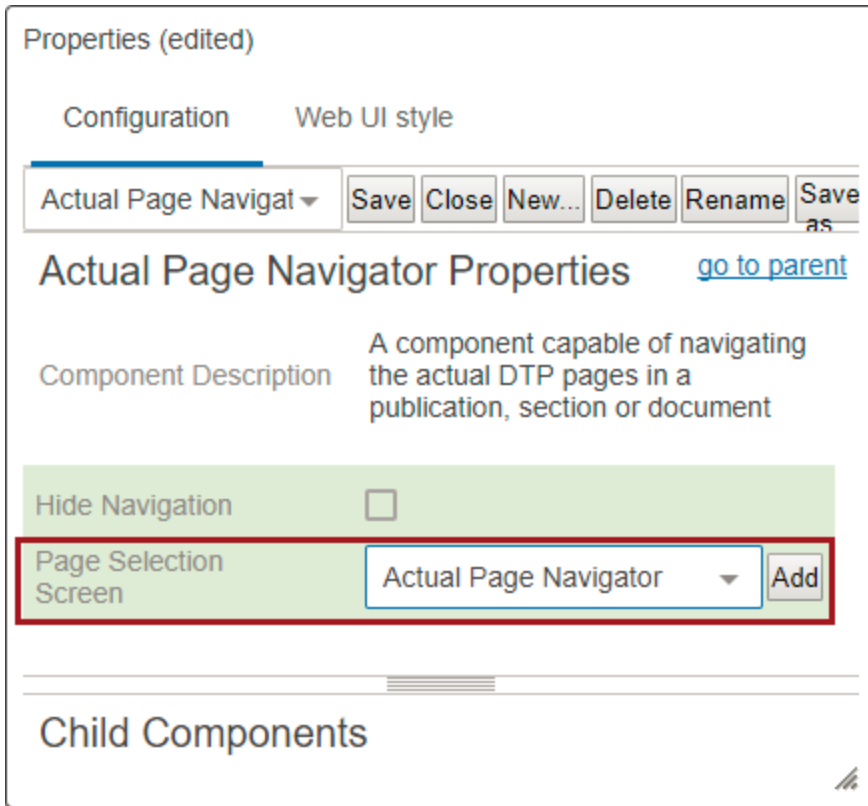 Properties (edited)
Configuration Web UI style
Actual Page Navigat Save Close New... Delete Rename Save as
Actual Page Navigator Properties go to parent
Component Description A component capable of navigating
the actual DTP pages in a
publication, section or document
Hide Navigation
Page Selection
Screen Actual Page Navigator Add
Child Components